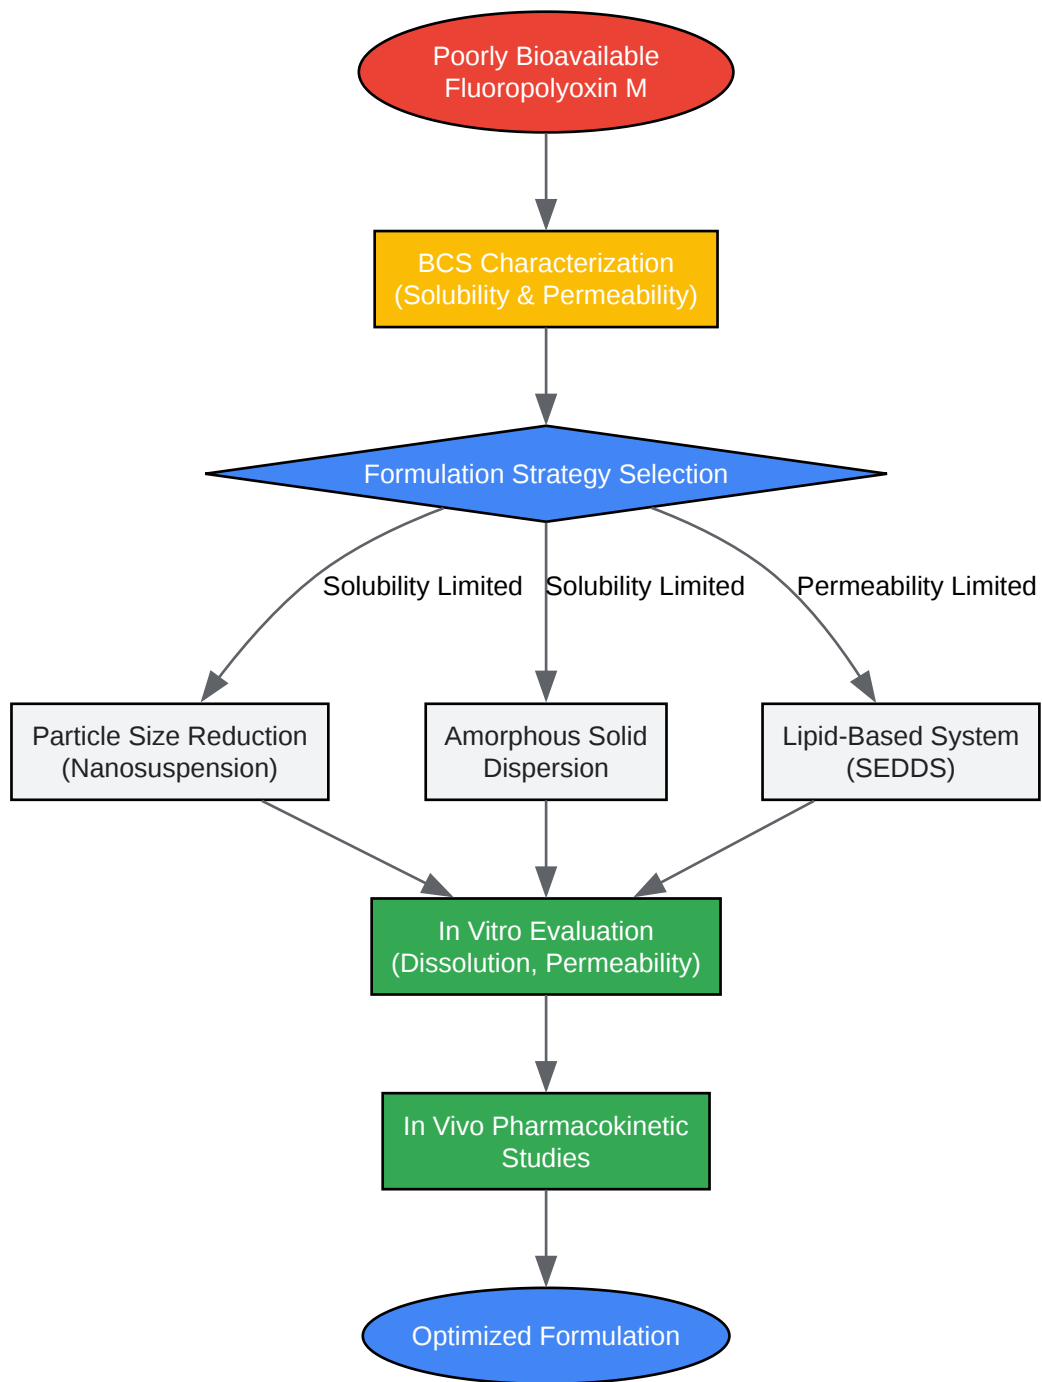 Poorly Bioavailable
Fluoropolyoxin M
BCS Characterization
(Solubility & Permeability)
Formulation Strategy Selection
Solubility Limited
Solubility Limited
Permeability Limited
Particle Size Reduction
(Nanosuspension)
Amorphous Solid
Dispersion
Lipid-Based System
(SEDDS)
In Vitro Evaluation
(Dissolution, Permeability)
In Vivo Pharmacokinetic
Studies
Optimized Formulation